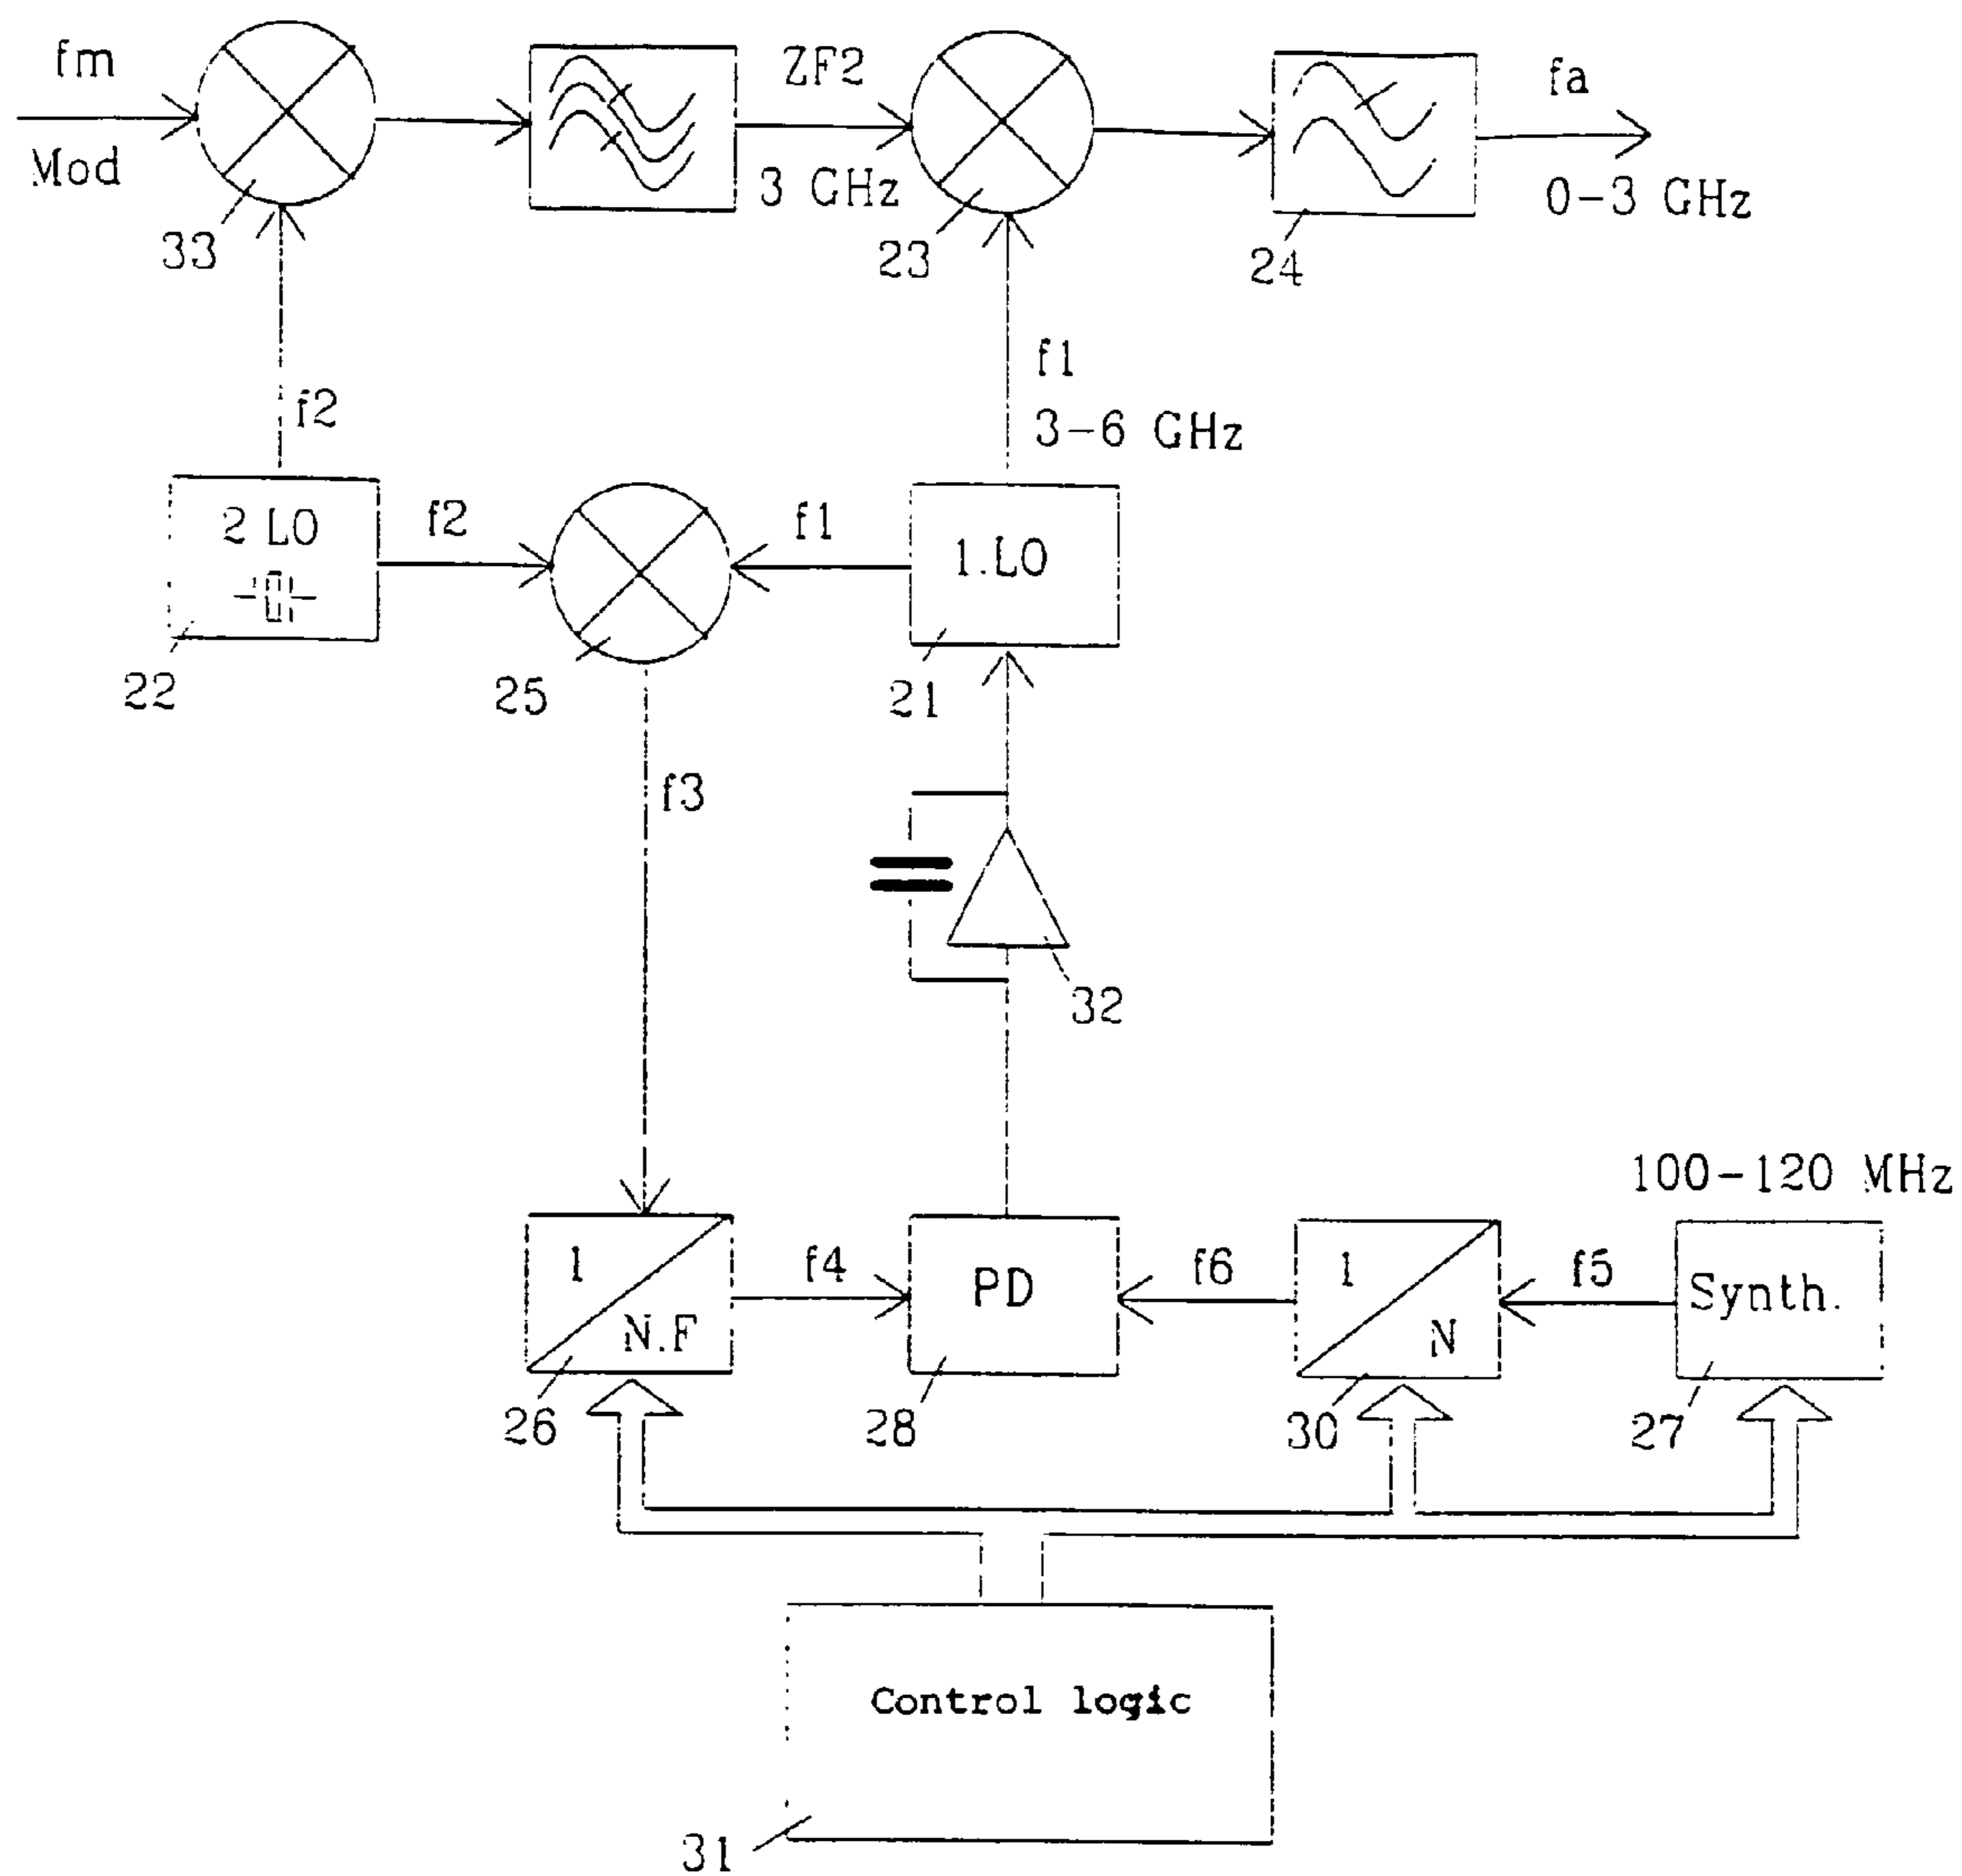 fm
Mod
33
ZF2
3 GHz
23
24
fa
0-3 GHz
f2
f1
3-6 GHz
2 LO
22
f2
25
f1
1.LO
21
f3
32
100-120 MHz
1
N.F
26
f4
PD
28
f6
1
N
30
f5
Synth.
27
Control logic
31